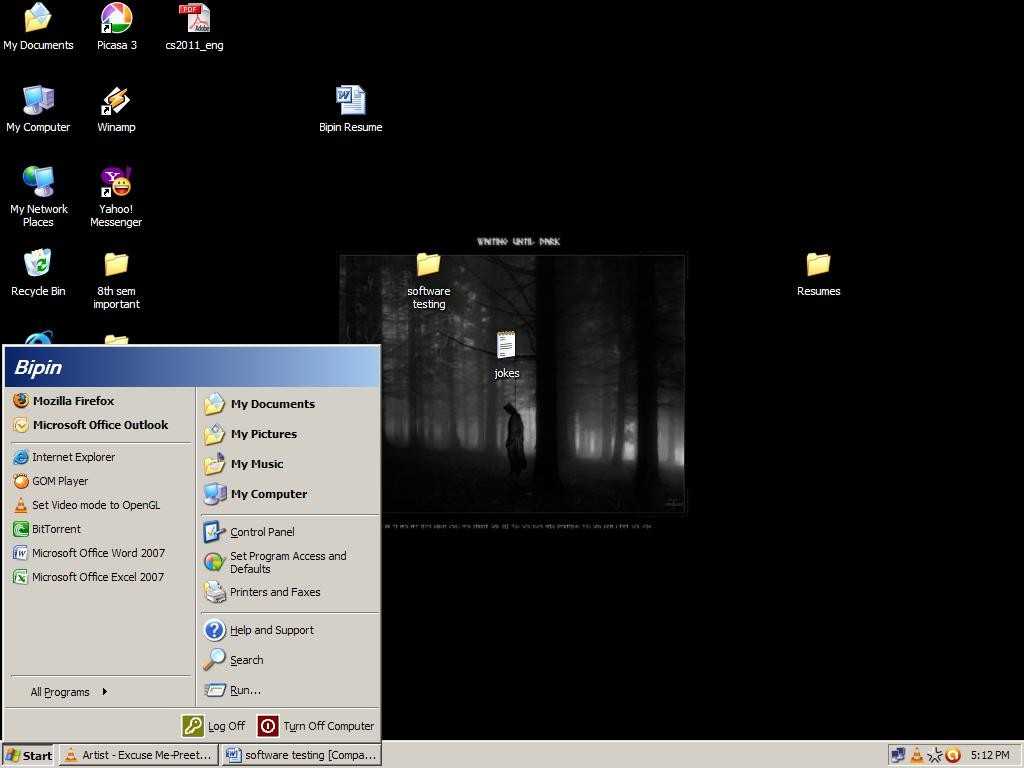 My Documents
Picasa 3
cs2011_eng
My Computer
Winamp
Bipin Resume
My Network
Places
Yahoo!
Messenger
Recycle Bin
8th sem
important
WAITING UNTIL DARK
software
testing
Resumes
jokes
Bipin
Mozilla Firefox
Microsoft Office Outlook
Internet Explorer
GOM Player
Set Video mode to OpenGL
BitTorrent
Microsoft Office Word 2007
Microsoft Office Excel 2007
All Programs
My Documents
My Pictures
My Music
My Computer
Control Panel
Set Program Access and
Defaults
Printers and Faxes
Help and Support
Search
Run...
Log Off
Turn Off Computer
Start
Artist - Excuse Me-Preet...
software testing [Compa...
5:12 PM